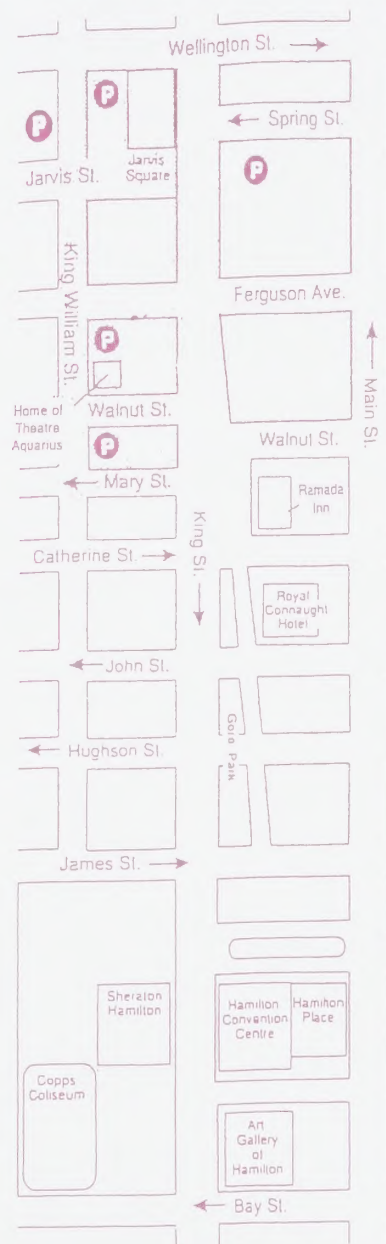 Wellington St.
Spring St.
P
P
P
Jarvis St.
Jarvis
Square
King William St.
Ferguson Ave.
P
Main St.
Home of
Theatre
Aquarius
Walnut St.
Walnut St.
P
Mary St.
Ramada
Inn
King St.
Catherine St.
Royal
Connaught
Hotel
John St.
Gore Park
Hughson St.
James St.
Sheraton
Hamilton
Hamilton
Convention
Centre
Hamilton
Place
Copps
Coliseum
Art
Gallery
of
Hamilton
Bay St.